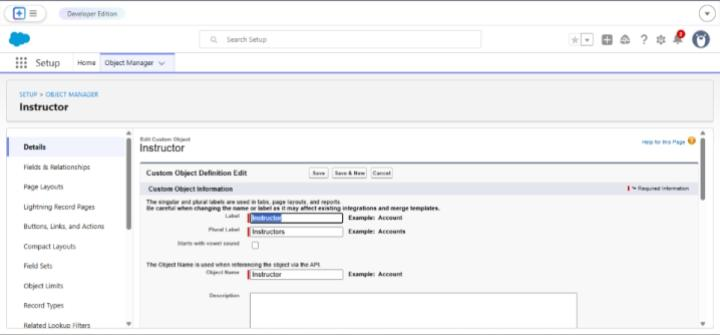 Developer Edition
Search Setup
Setup Home Object Manager
SETUP > OBJECT MANAGER
Instructor
Details
Fields & Relationships
Page Layouts
Lightning Record Pages
Buttons, Links, and Actions
Compact Layouts
Field Sets
Object Limits
Record Types
Related Lookup Filters
Edit Custom Object
Instructor
Help for this Page
Custom Object Definition Edit Save Save & New Cancel
Custom Object Information = Required Information
The singular and plural labels are used in tabs, page layouts, and reports.
Be careful when changing the name or label as it may affect existing integrations and merge templates.
Label Instructor Example: Account
Plural Label Instructors Example: Accounts
Starts with vowel sound
The Object Name is used when referencing the object via the API.
Object Name Instructor Example: Account
Description